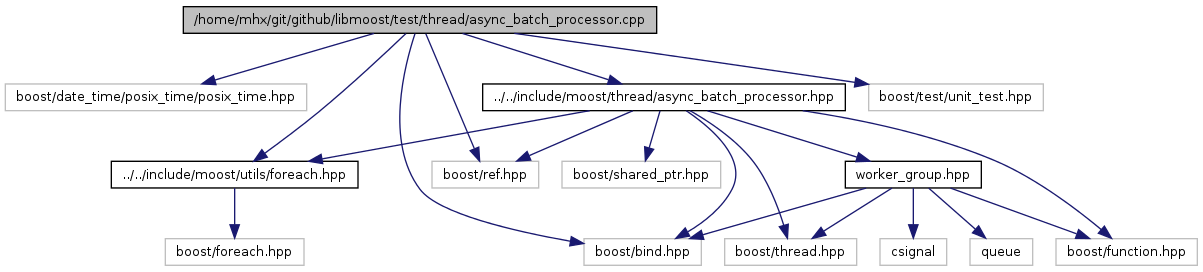 /home/mhx/git/github/libmoost/test/thread/async_batch_processor.cpp
boost/date_time/posix_time/posix_time.hpp
../../include/moost/thread/async_batch_processor.hpp
boost/test/unit_test.hpp
../../include/moost/utils/foreach.hpp
boost/ref.hpp
boost/shared_ptr.hpp
worker_group.hpp
boost/foreach.hpp
boost/bind.hpp
boost/thread.hpp
csignal
queue
boost/function.hpp